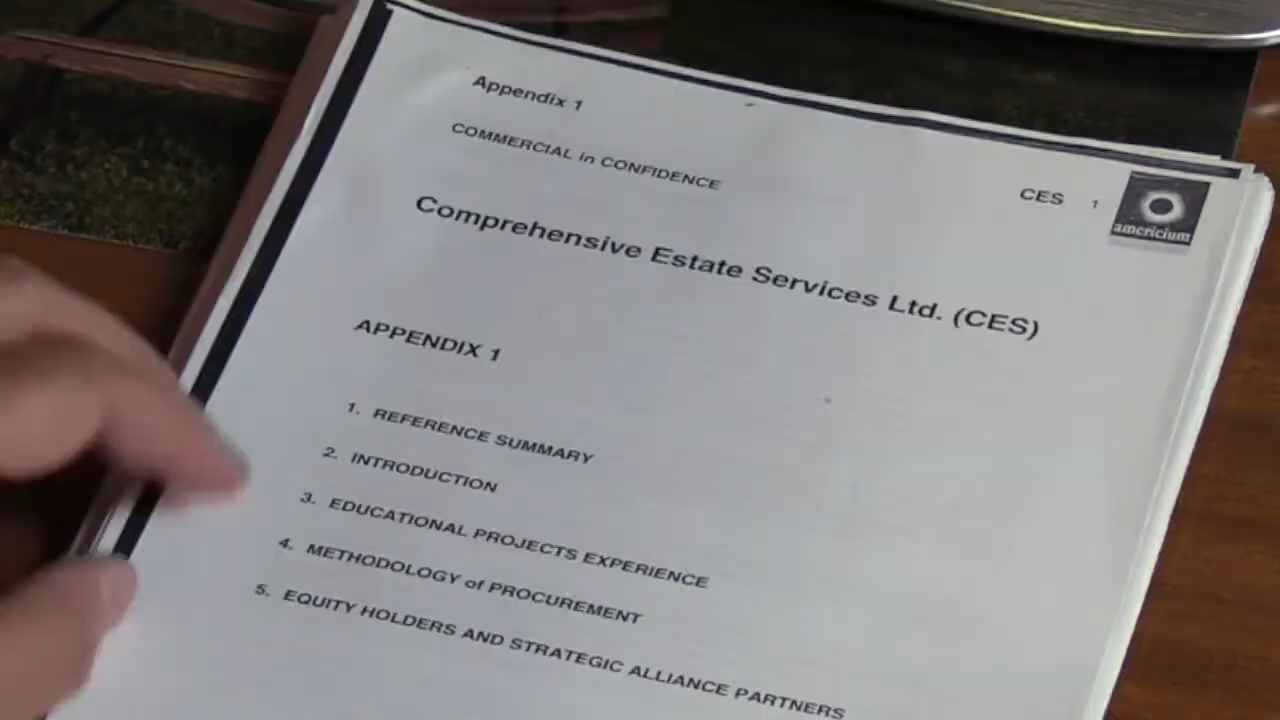 Appendix 1
COMMERCIAL in CONFIDENCE
CES 1
americium
Comprehensive Estate Services Ltd. (CES)
APPENDIX 1
1. REFERENCE SUMMARY
2. INTRODUCTION
3. EDUCATIONAL PROJECTS EXPERIENCE
4. METHODOLOGY of PROCUREMENT
5. EQUITY HOLDERS AND STRATEGIC ALLIANCE PARTNERS